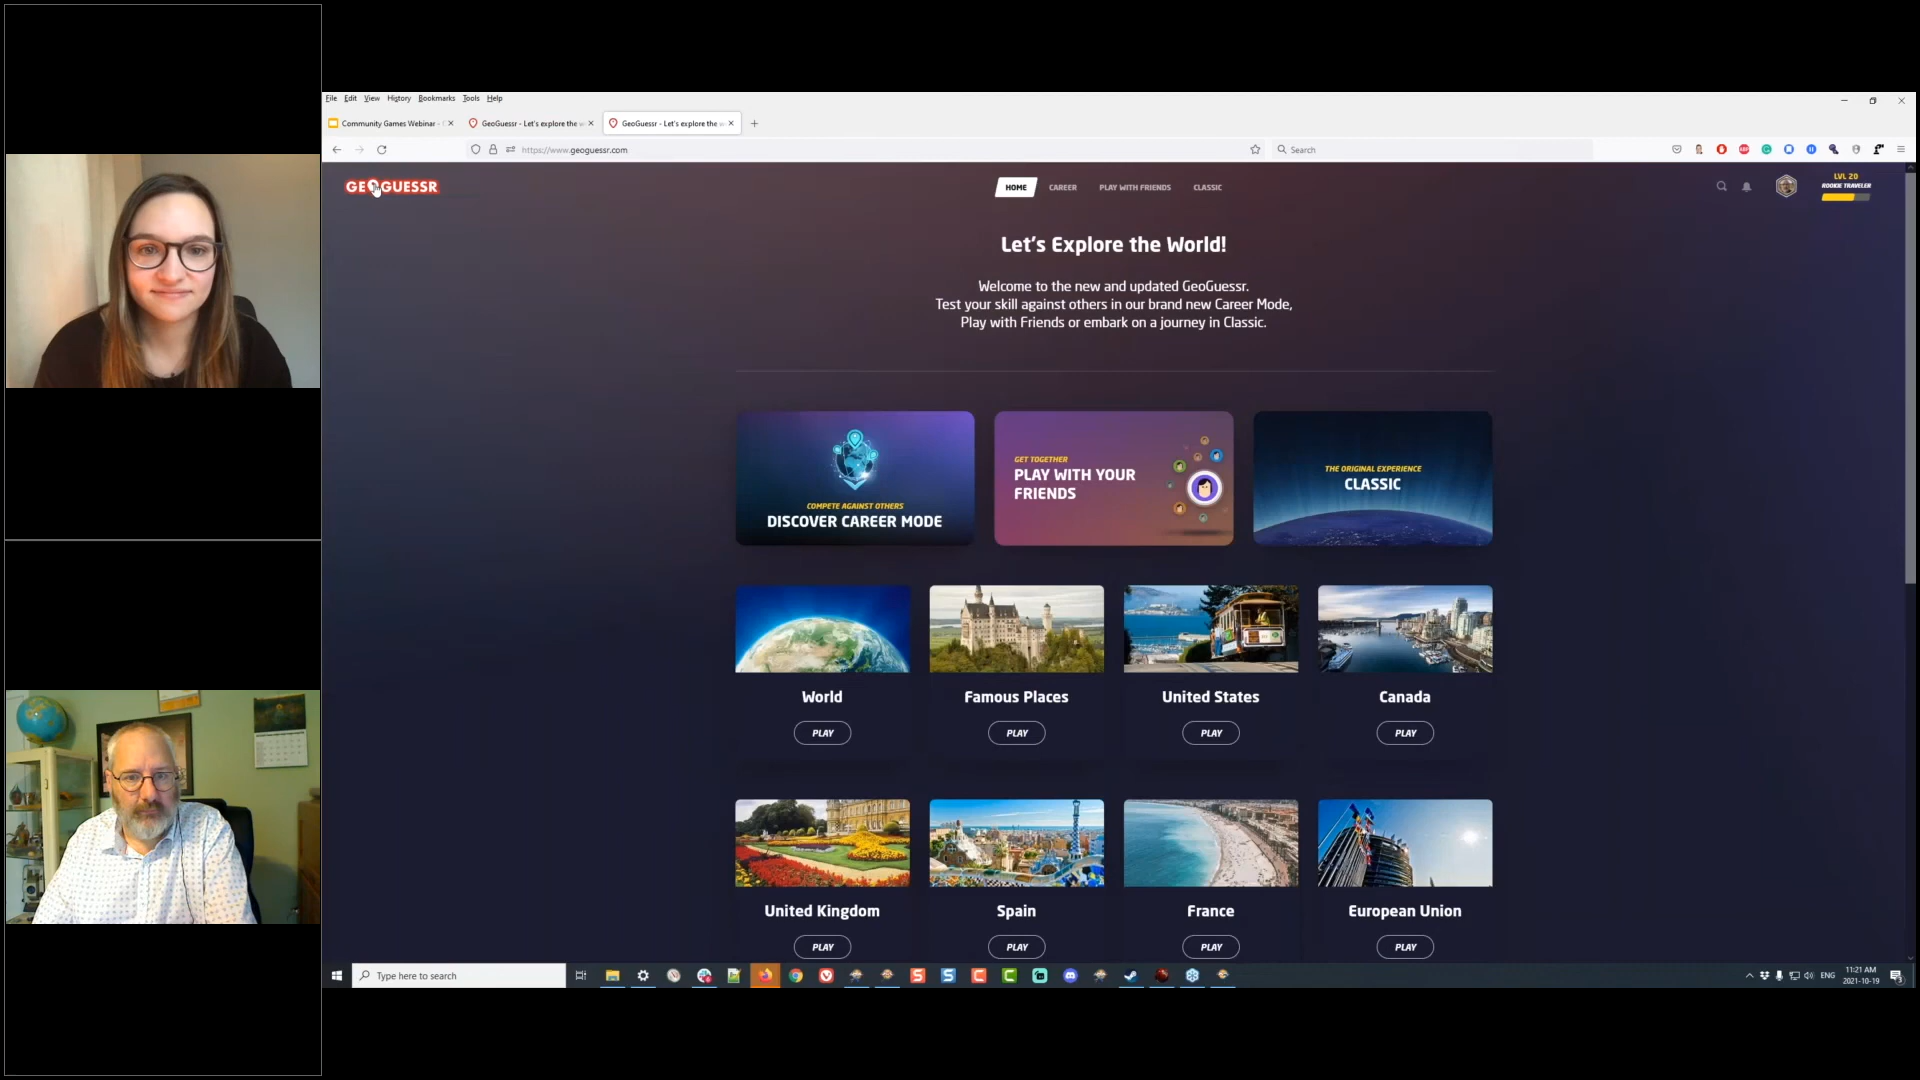 File Edit View History Bookmarks Tools Help
Community Games Webinar -
GeoGuessr - Let's explore the
GeoGuessr - Let's explore the
https://www.geoguessr.com
Search
GEOGUESSR
HOME
CAREER
PLAY WITH FRIENDS
CLASSIC
LVL 20
ROOKIE TRAVELER
Let's Explore the World!
Welcome to the new and updated GeoGuessr.
Test your skill against others in our brand new Career Mode,
Play with Friends or embark on a journey in Classic.
COMPETE AGAINST OTHERS
DISCOVER CAREER MODE
GET TOGETHER
PLAY WITH YOUR
FRIENDS
THE ORIGINAL EXPERIENCE
CLASSIC
World
Famous Places
United States
Canada
PLAY
PLAY
PLAY
PLAY
United Kingdom
Spain
France
European Union
PLAY
PLAY
PLAY
PLAY
Type here to search
ENG
11:21 AM
2021-10-19